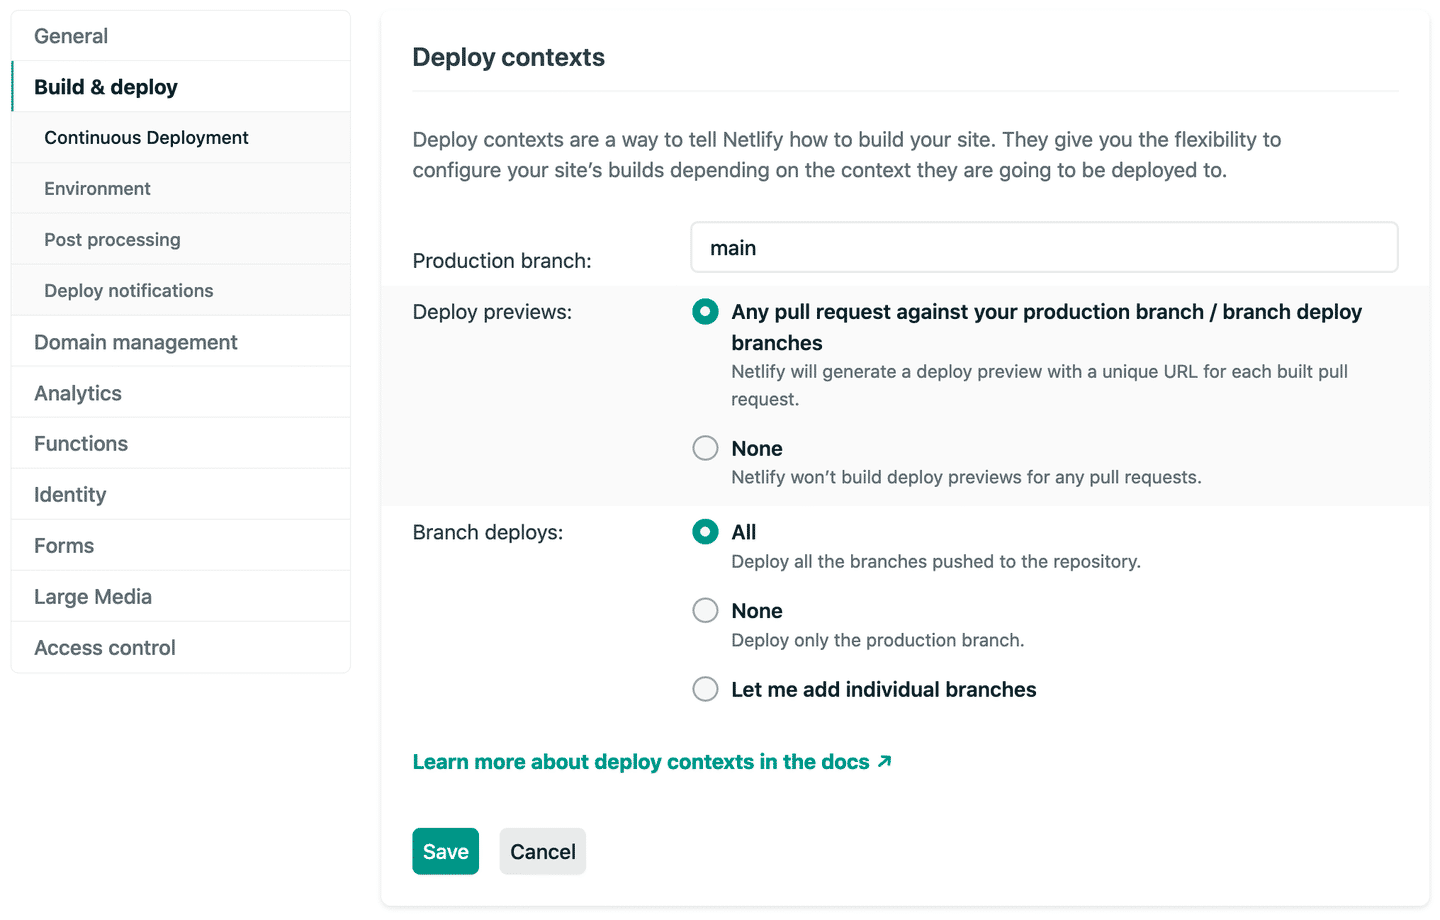 General
Build & deploy
Continuous Deployment
Environment
Post processing
Deploy notifications
Domain management
Analytics
Functions
Identity
Forms
Large Media
Access control
Deploy contexts
Deploy contexts are a way to tell Netlify how to build your site. They give you the flexibility to
configure your site’s builds depending on the context they are going to be deployed to.
Production branch:
main
Deploy previews:
Any pull request against your production branch / branch deploy
branches
Netlify will generate a deploy preview with a unique URL for each built pull
request.
None
Netlify won’t build deploy previews for any pull requests.
Branch deploys:
All
Deploy all the branches pushed to the repository.
None
Deploy only the production branch.
Let me add individual branches
Learn more about deploy contexts in the docs ↗
Save
Cancel